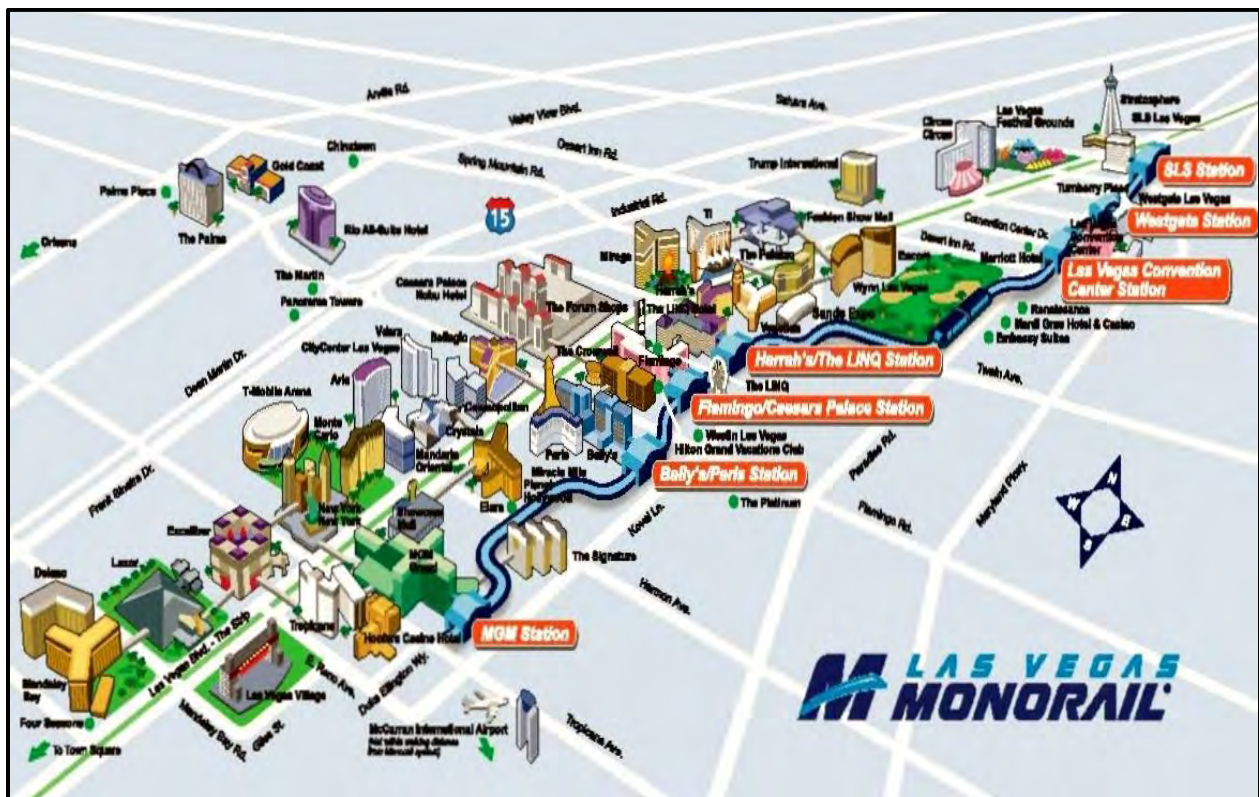 Arville Rd.
Valley View Blvd.
Sahara Ave.
Stratosphere
SLS Las Vegas
Circus
Circus
Las Vegas
Festival Grounds
Chinatown
Spring Mountain Rd.
Desert Inn Rd.
Trump International
SLS Station
Gold Coast
Palms Place
Turnberry Place
Westgate Las Vegas
Westgate Station
15
Industrial Rd.
TI
Fashion Show Mall
Convention Center Dr.
Desert Inn Rd.
Center
The Palms
Rio All-Suite Hotel
Orleans
Mirage
The Palazzo
Encore
Marriott Hotel
Las Vegas Convention
Center Station
The Martin
Panorama Towers
Caesars Palace
Nobu Hotel
The Forum Shops
Harrah's
The LINQ Hotel
Wynn Las Vegas
Sands Expo
Venetian
Renaissance
Mardi Gras Hotel & Casino
Embassy Suites
Vdara
Bellagio
CityCenter Las Vegas
The Cromwell
Flamingo
Harrah's/The LINQ Station
Twain Ave.
Dean Martin Dr.
Aria
T-Mobile Arena
Cosmopolitan
The LINQ
Flamingo/Caesars Palace Station
Monte
Carlo
Crystals
Mandarin
Oriental
Paris
Bally's
Westin Las Vegas
Hilton Grand Vacations Club
Paradise Rd.
Frank Sinatra Dr.
Miracle Mile
Planet
Hollywood
Bally's/Paris Station
Maryland Pkwy.
N
Elara
The Platinum
Koval Ln.
Flamingo Rd.
New York
New York
Showcase
Mall
Excalibur
MGM
Grand
The Signature
Harmon Ave.
Delano
Luxor
Tropicana
Hooters Casino Hotel
MGM Station
Las Vegas Blvd. - The Strip
E. Reno Ave.
Duke Ellington Wy.
Mandalay
Bay
Las Vegas Village
LAS VEGAS
MONORAIL
Four Seasons
Mandalay Bay Rd.
Giles St.
McCarran International Airport
Tropicana Ave.
To Town Square